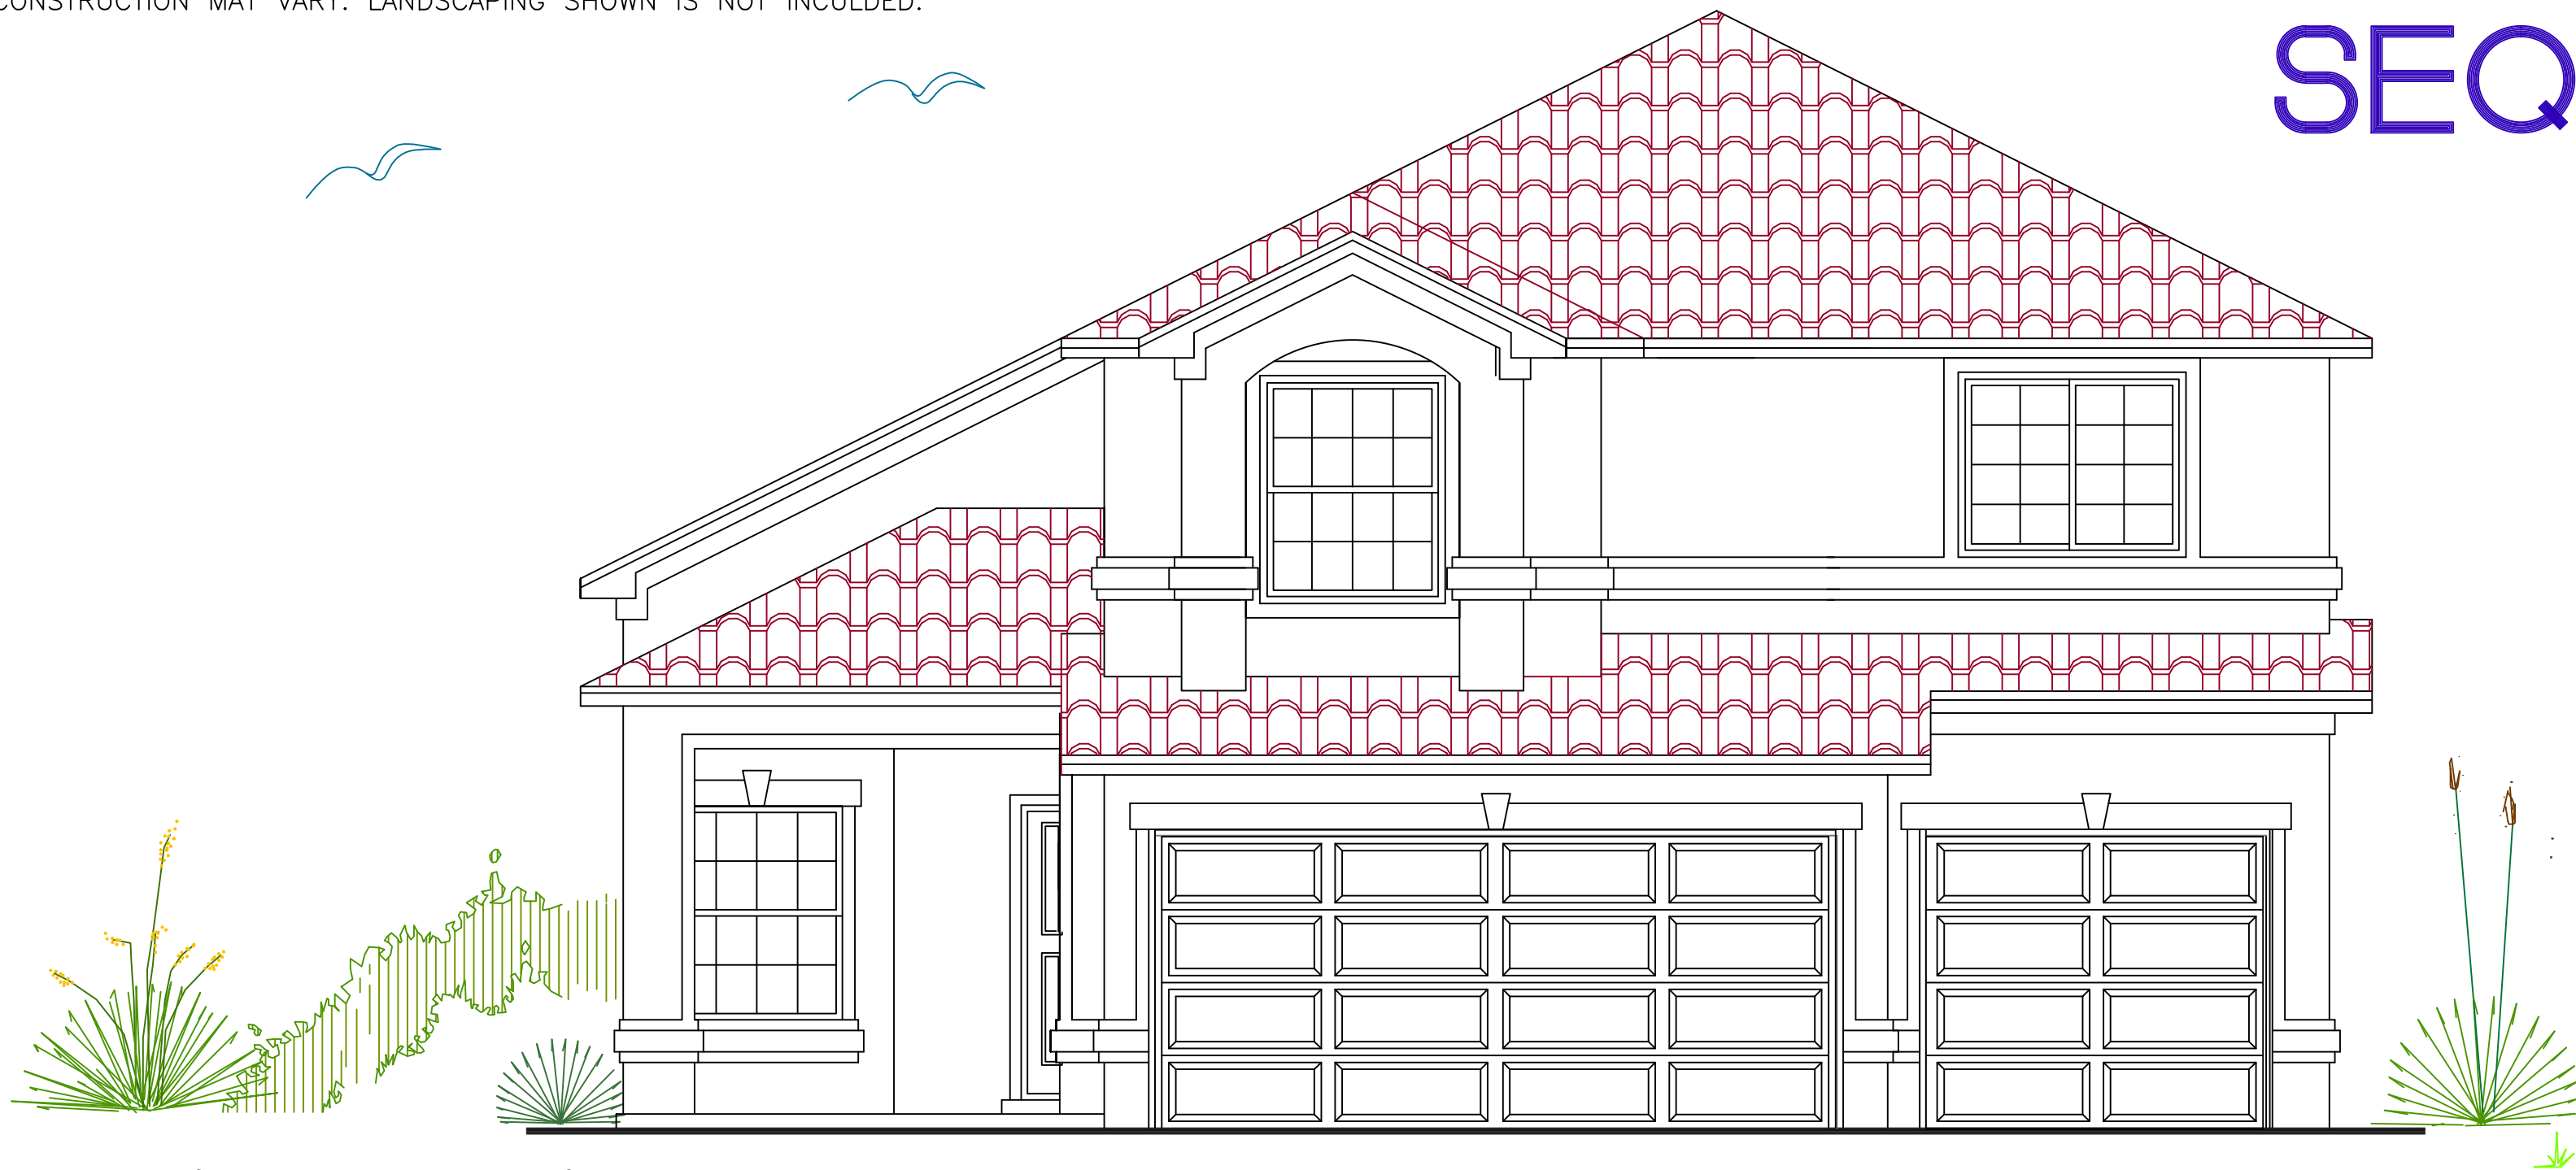 CONSTRUCTION MAY VARY. LANDSCAPING SHOWN IS NOT INCULDED.
SEQ